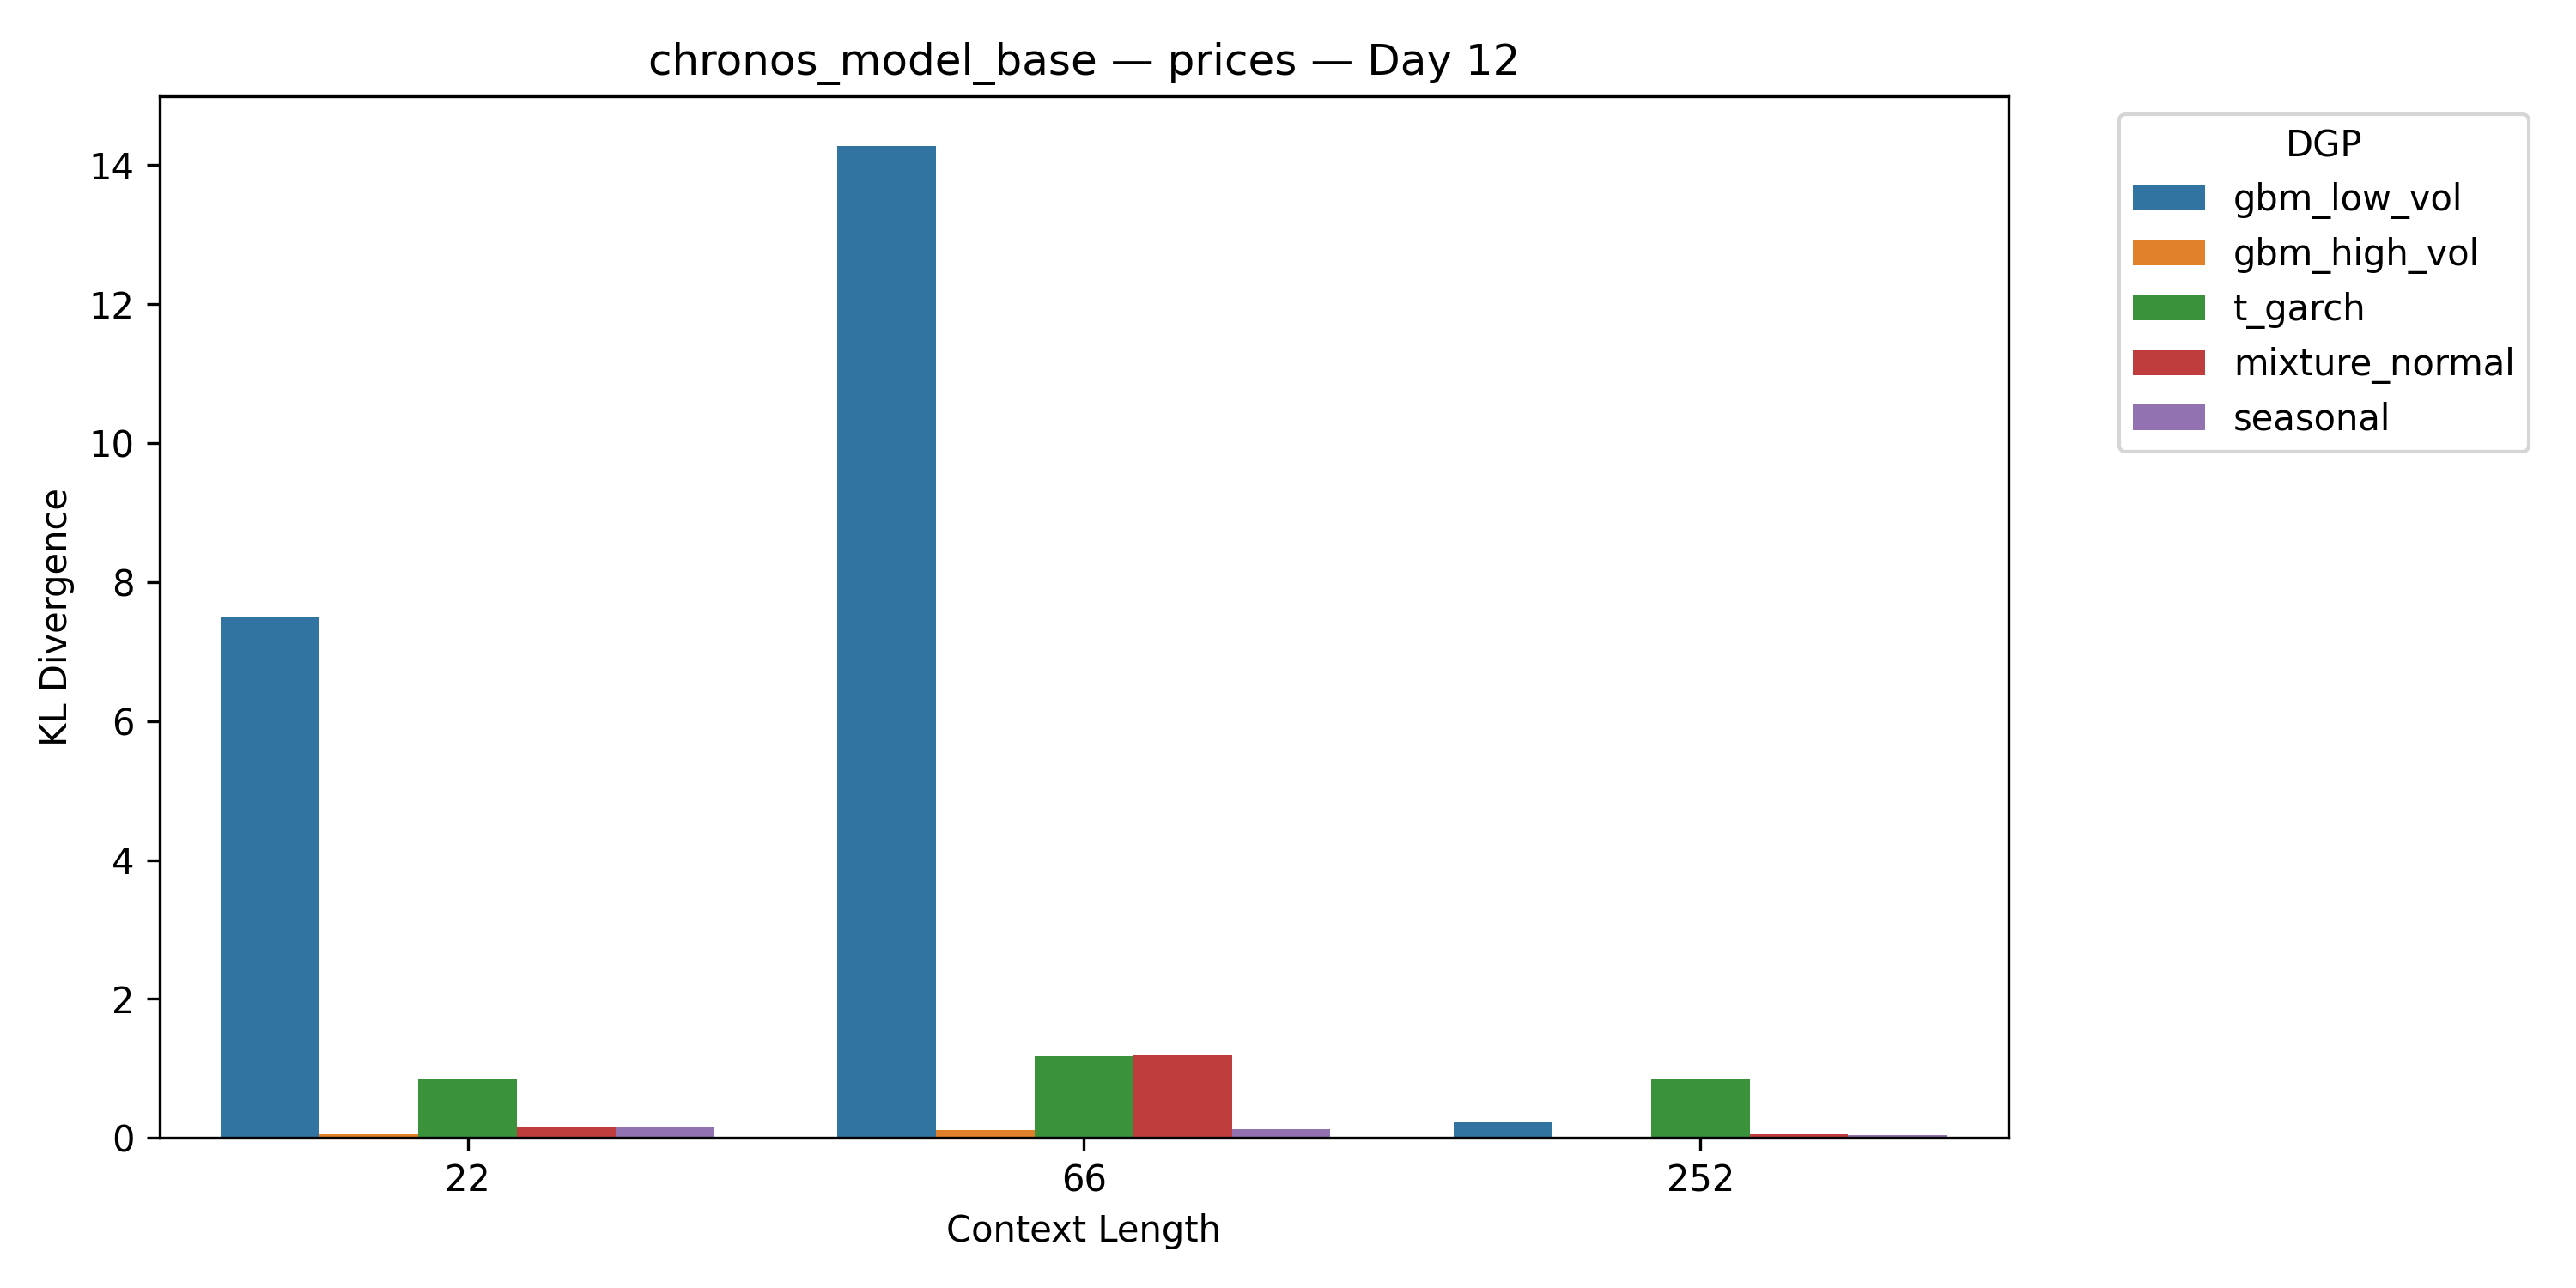 chronos_model_base — prices — Day 12
KL Divergence
14
12
10
8
6
4
2
0
22
66
252
Context Length
DGP
gbm_low_vol
gbm_high_vol
t_garch
mixture_normal
seasonal